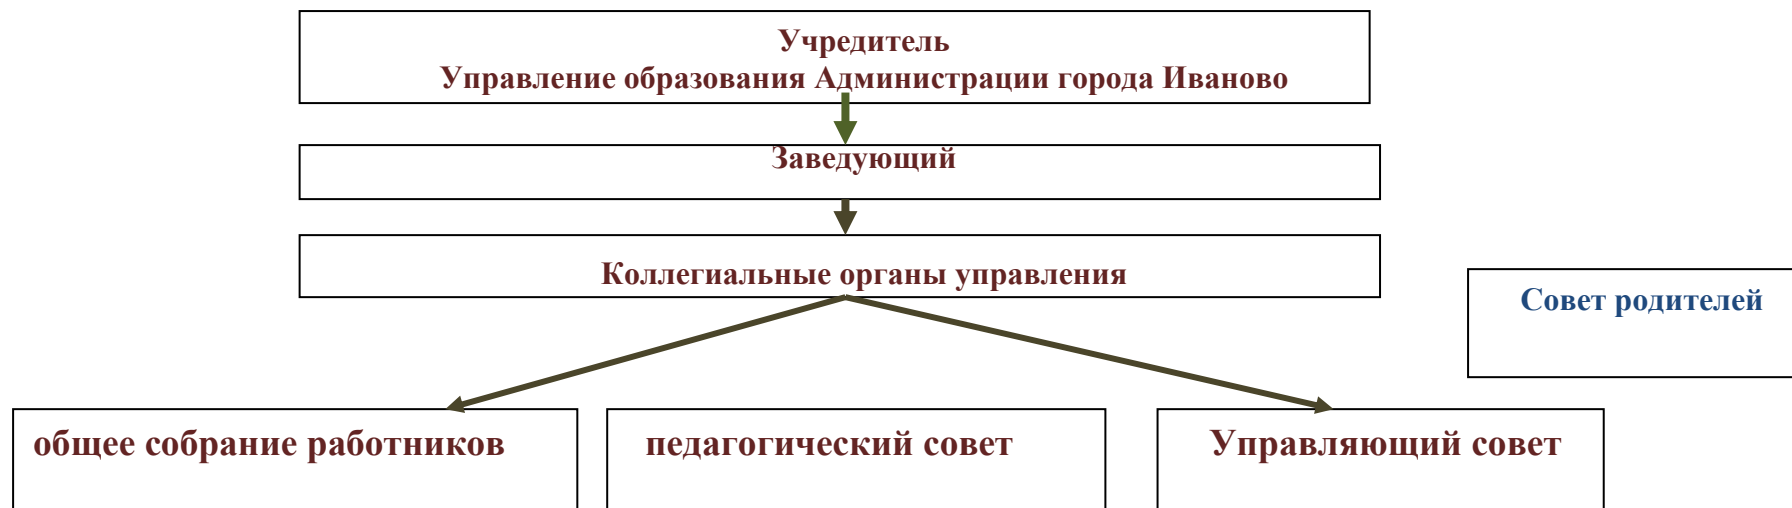 Учредитель
Управление образования Администрации города Иваново
Заведующий
Коллегиальные органы управления
Совет родителей
общее собрание работников
педагогический совет
Управляющий совет